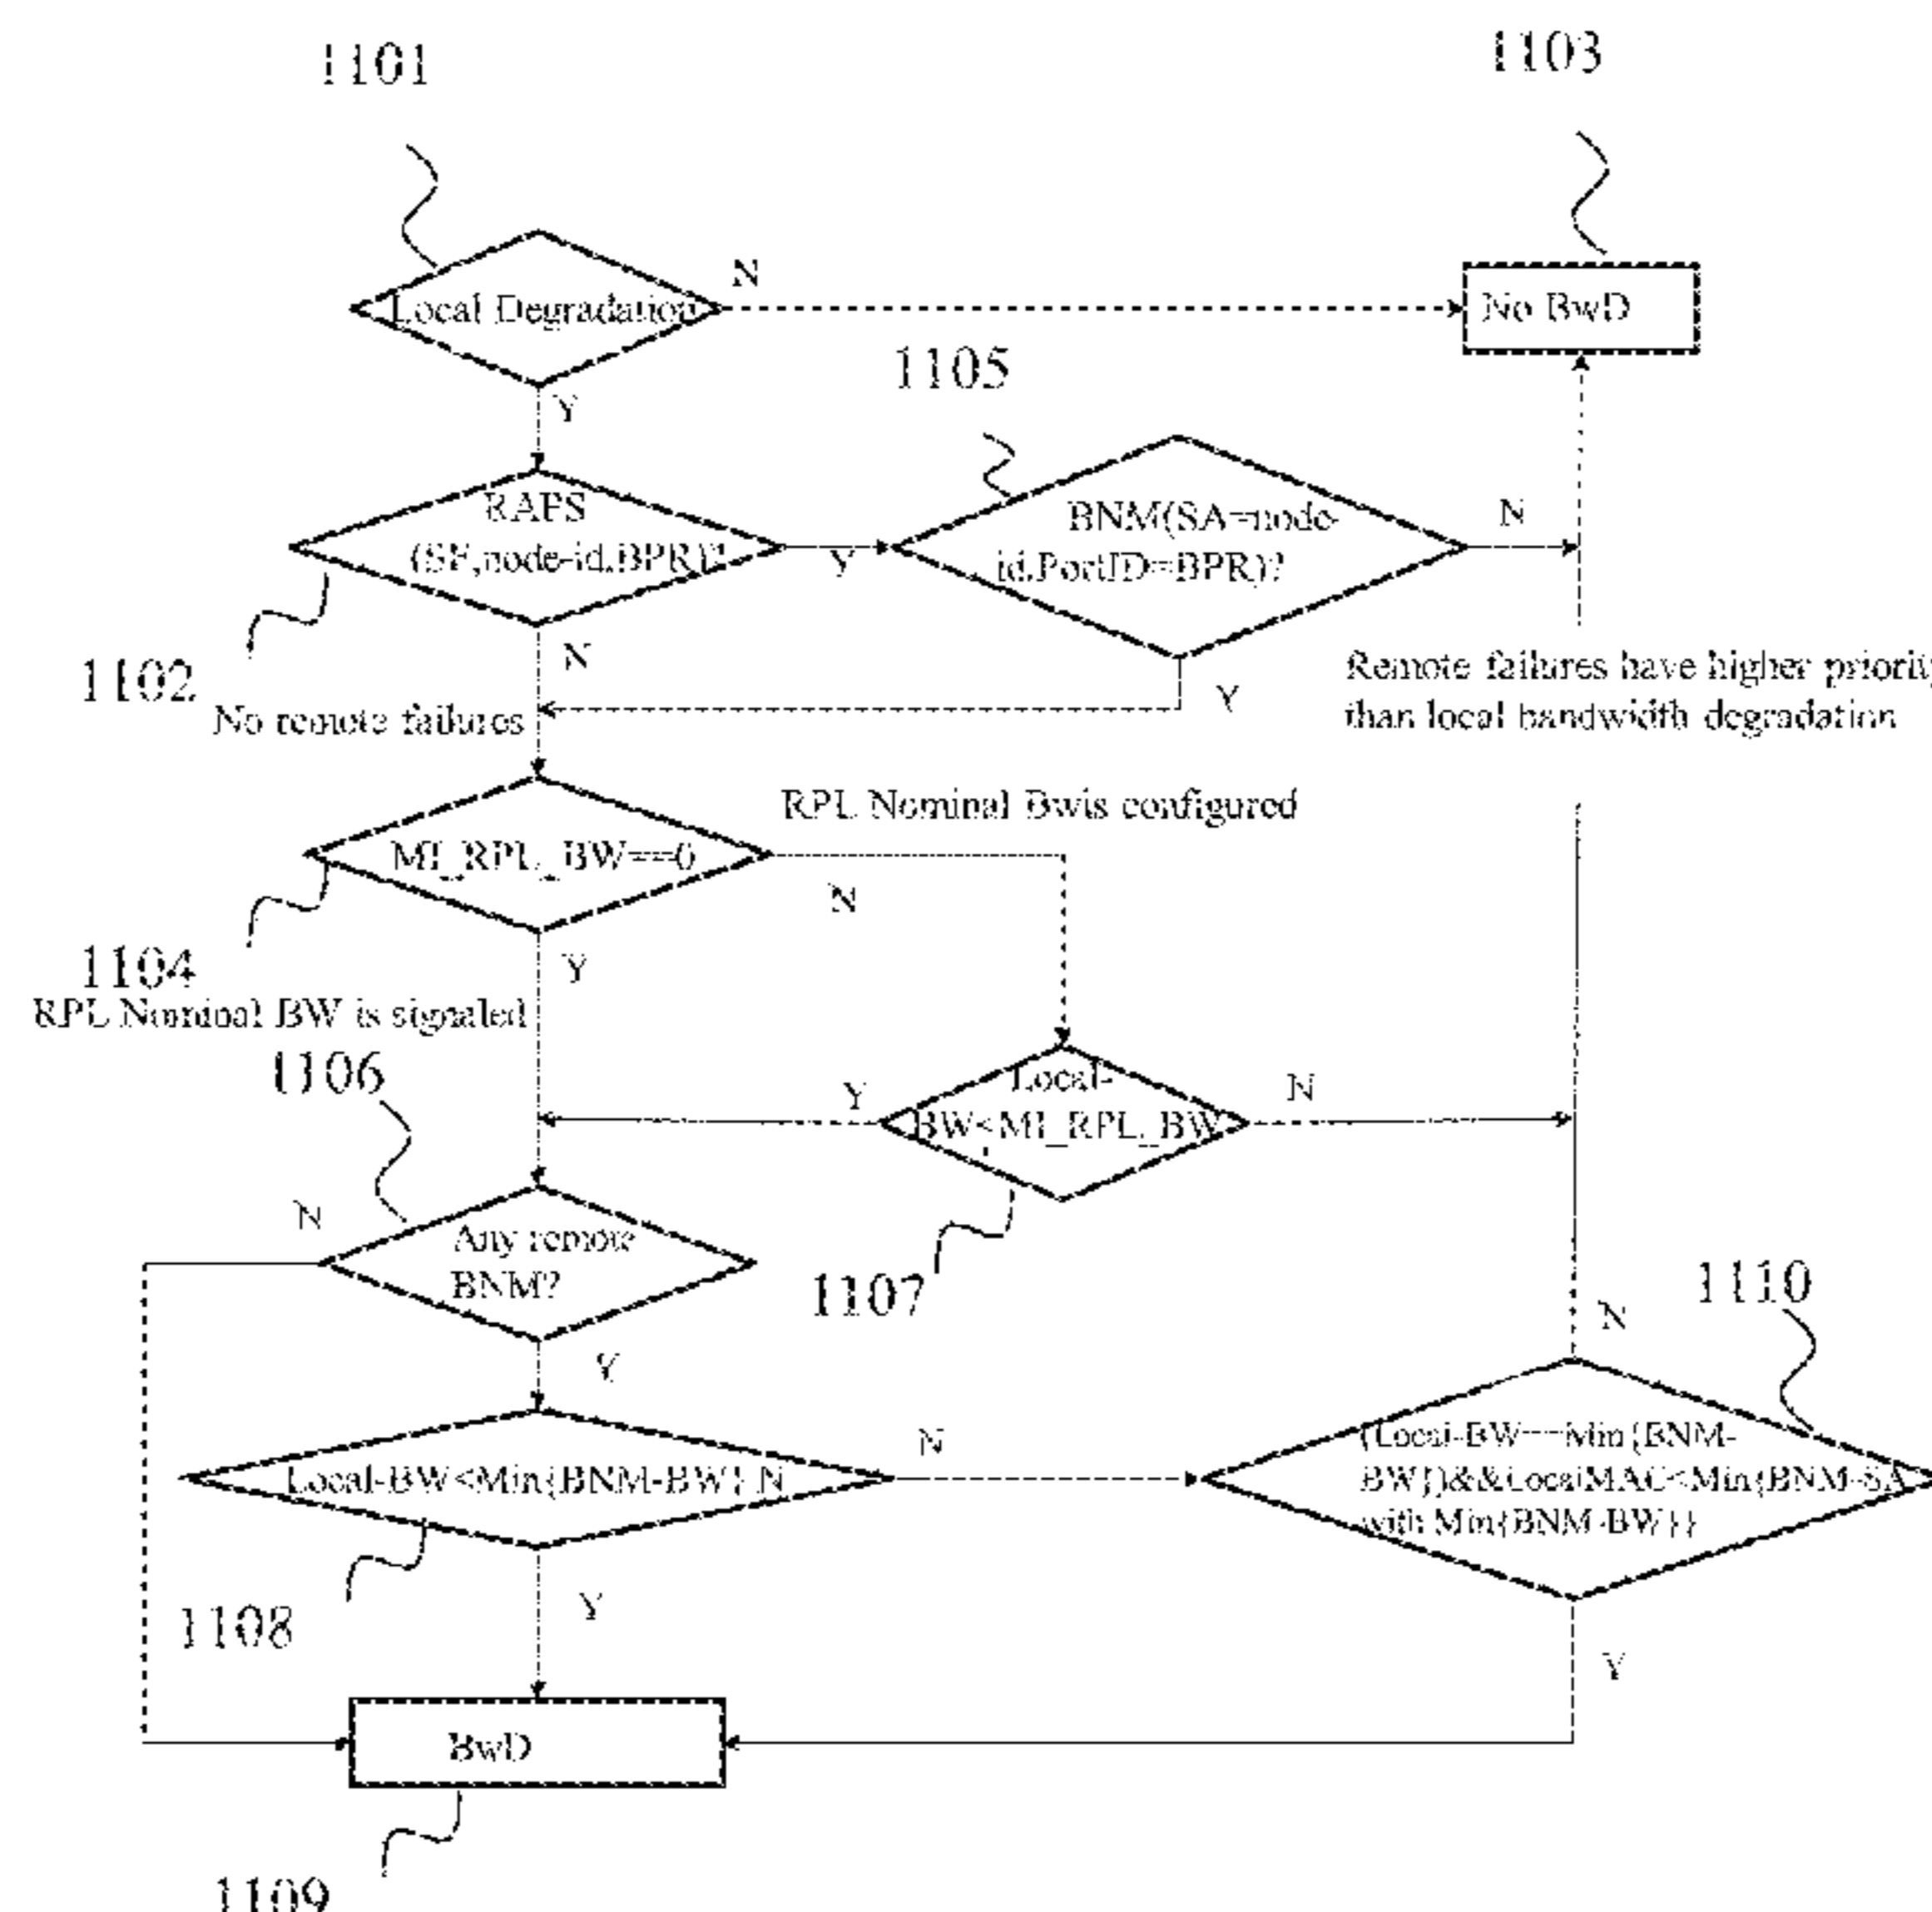 1101
1103
N
Local Degradation
No BwD
1105
Y
RAPS
(SF,node-id,BPR)?
Y
BNM(SA=node-
id.PortID=BPR)?
N
1102
N
No remote failures
Y
Remote failures have higher priority
than local bandwidth degradation
RPL Nominal Bwis configured
MI_RPL_BW==0
N
1104
Y
RPL Nominal BW is signaled
1106
Y
Local-
BW<MI_RPL_BW
N
N
Any remote
BNM?
1107
1110
N
Y
N
Local-BW<Min{BNM-BW} N
(Local-BW==Min{BNM-
BW})&&LocalMAC<Min{BNM-SA
with Min{BNM-BW}}
1108
Y
Y
BwD
1109